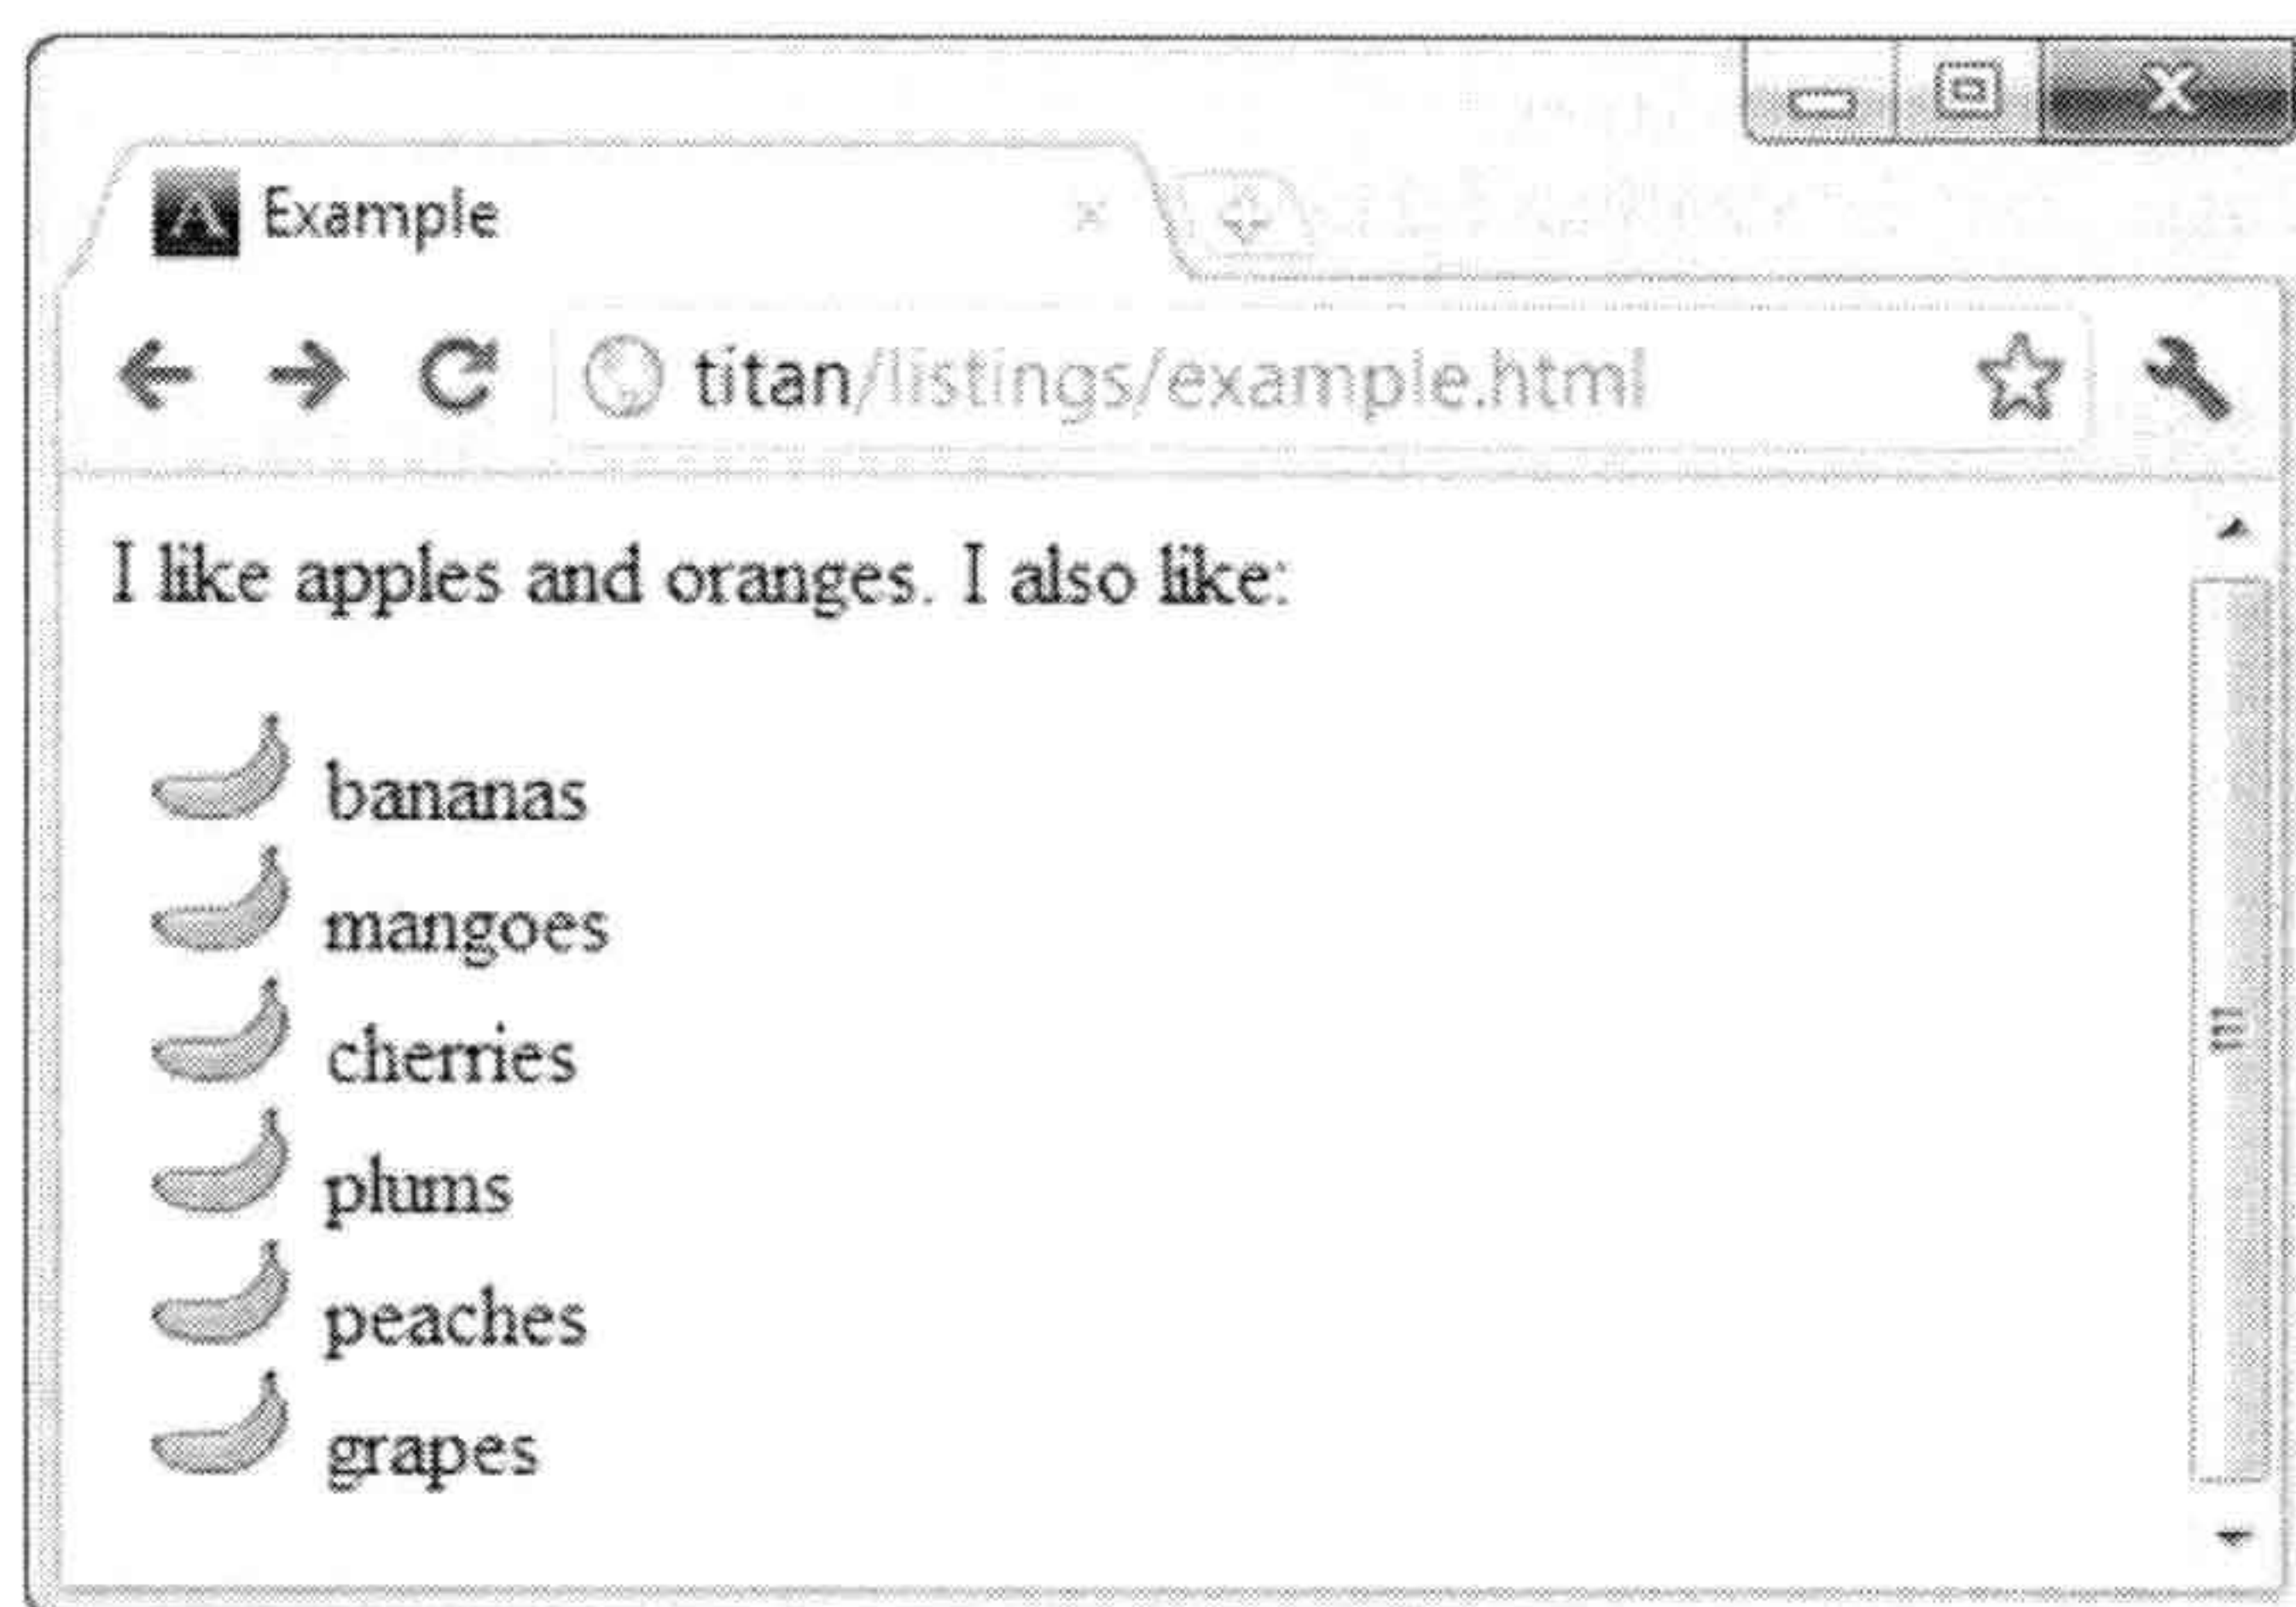 Example
titan/listings/example.html
I like apples and oranges. I also like:
bananas
mangoes
cherries
plums
peaches
grapes